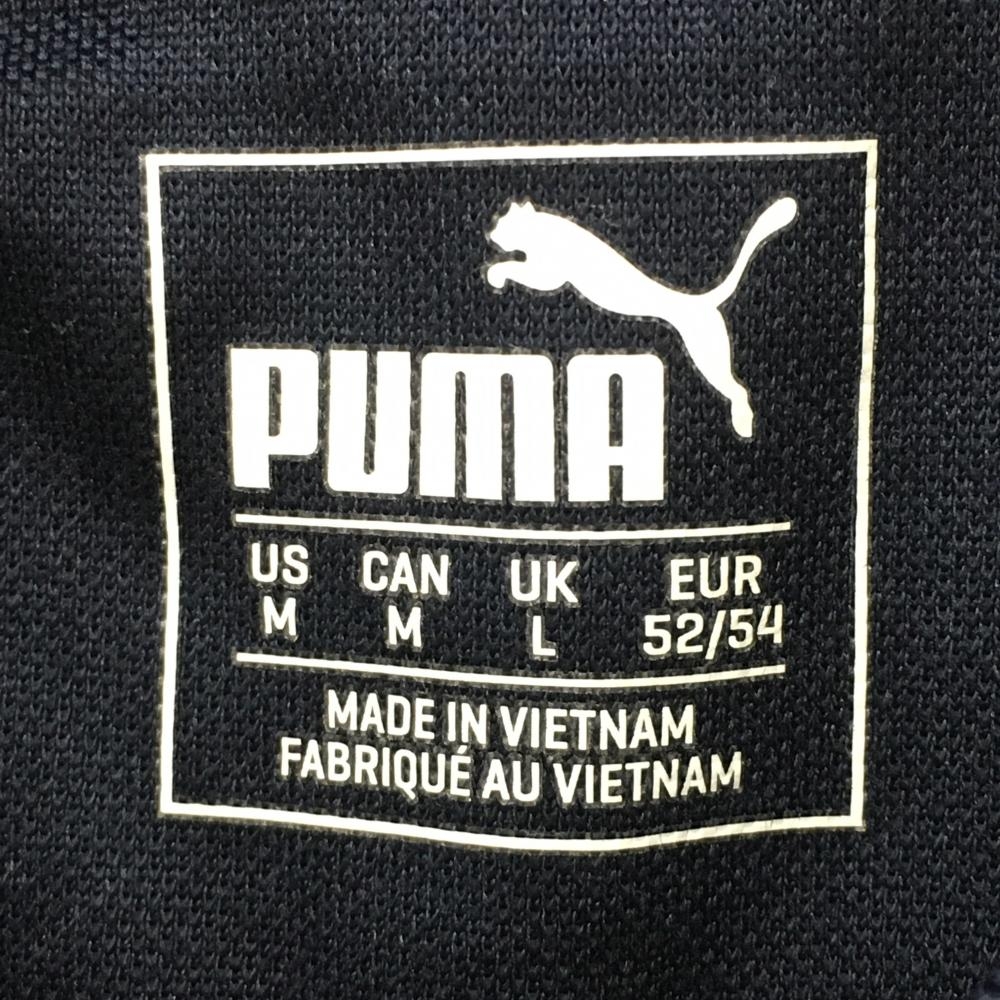 PUMA
US CAN UK EUR
M M L 52/54
MADE IN VIETNAM
FABRIQUÉ AU VIETNAM